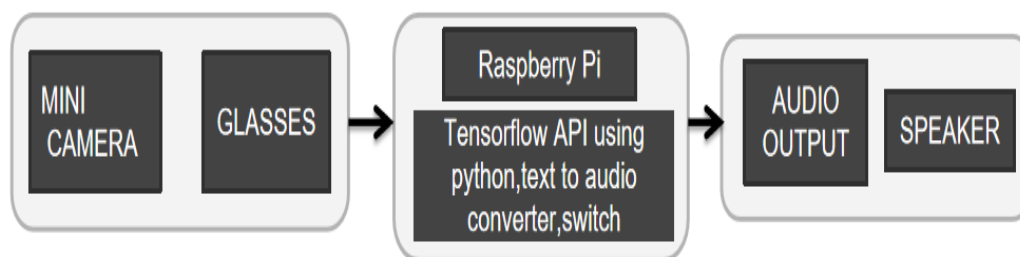 MINI
CAMERA
GLASSES
Raspberry Pi
Tensorflow API using
python,text to audio
converter,switch
AUDIO
OUTPUT
SPEAKER